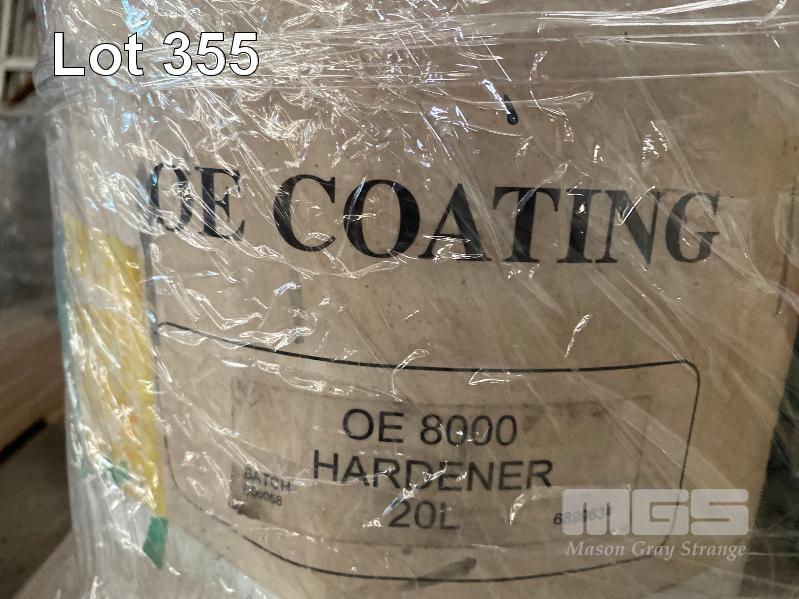 Lot 355
OE COATING
OE 8000
HARDENER
20L
BATCH
MGS
Mason Gray Strange